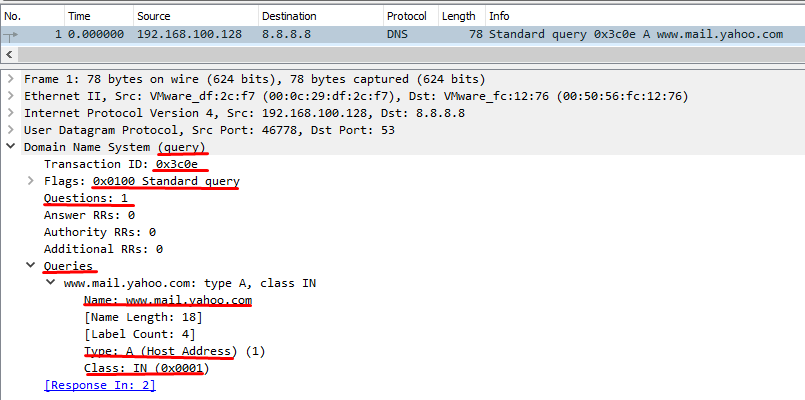 No. Time Source Destination Protocol Length Info
1 0.000000 192.168.100.128 8.8.8.8 DNS 78 Standard query 0x3c0e A www.mail.yahoo.com
Frame 1: 78 bytes on wire (624 bits), 78 bytes captured (624 bits)
Ethernet II, Src: VMware_df:2c:f7 (00:0c:29:df:2c:f7), Dst: VMware_fc:12:76 (00:50:56:fc:12:76)
Internet Protocol Version 4, Src: 192.168.100.128, Dst: 8.8.8.8
User Datagram Protocol, Src Port: 46778, Dst Port: 53
Domain Name System (query)
Transaction ID: 0x3c0e
Flags: 0x0100 Standard query
Questions: 1
Answer RRs: 0
Authority RRs: 0
Additional RRs: 0
Queries
www.mail.yahoo.com: type A, class IN
Name: www.mail.yahoo.com
[Name Length: 18]
[Label Count: 4]
Type: A (Host Address) (1)
Class: IN (0x0001)
[Response In: 2]